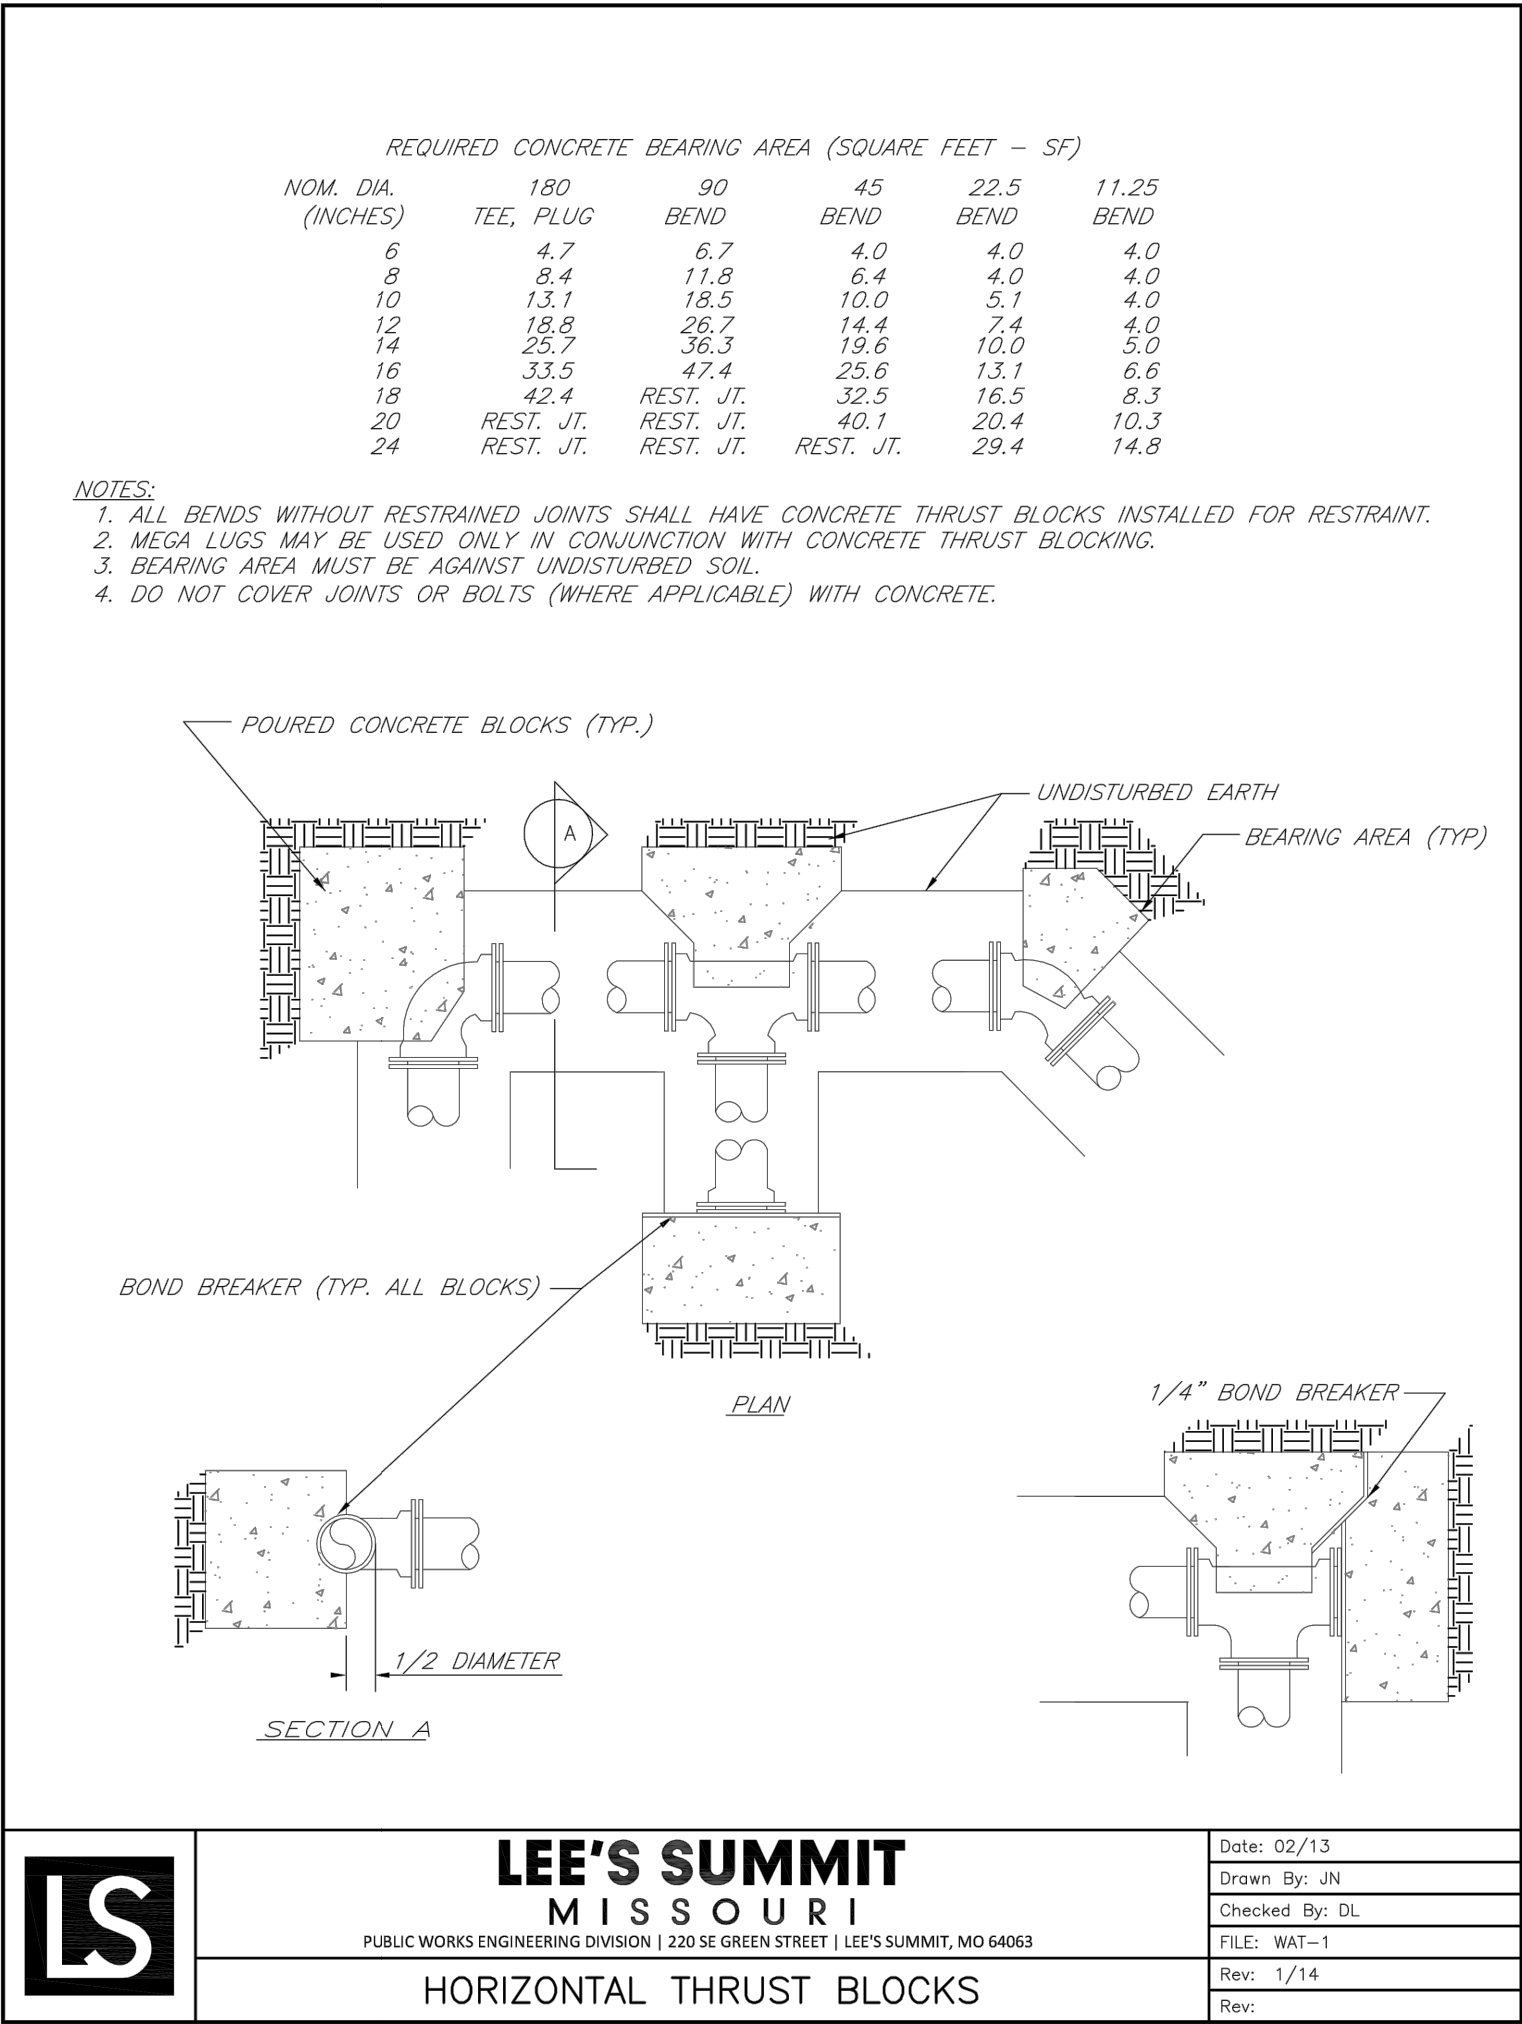 REQUIRED CONCRETE BEARING AREA (SQUARE FEET – SF)
NOM. DIA. 180 90 45 22.5 11.25
(INCHES) TEE, PLUG BEND BEND BEND BEND
6 4.7 6.7 4.0 4.0 4.0
8 8.4 11.8 6.4 4.0 4.0
10 13.1 18.5 10.0 5.1 4.0
12 18.8 26.7 14.4 7.4 4.0
14 25.7 36.3 19.6 10.0 5.0
16 33.5 47.4 25.6 13.1 6.6
18 42.4 REST. JT. 32.5 16.5 8.3
20 REST. JT. REST. JT. 40.1 20.4 10.3
24 REST. JT. REST. JT. REST. JT. 29.4 14.8
NOTES:
1. ALL BENDS WITHOUT RESTRAINED JOINTS SHALL HAVE CONCRETE THRUST BLOCKS INSTALLED FOR RESTRAINT.
2. MEGA LUGS MAY BE USED ONLY IN CONJUNCTION WITH CONCRETE THRUST BLOCKING.
3. BEARING AREA MUST BE AGAINST UNDISTURBED SOIL.
4. DO NOT COVER JOINTS OR BOLTS (WHERE APPLICABLE) WITH CONCRETE.
POURED CONCRETE BLOCKS (TYP.)
UNDISTURBED EARTH
A
BEARING AREA (TYP)
BOND BREAKER (TYP. ALL BLOCKS)
PLAN
1/4" BOND BREAKER
1/2 DIAMETER
SECTION A
LS
LEE'S SUMMIT
MISSOURI
PUBLIC WORKS ENGINEERING DIVISION | 220 SE GREEN STREET | LEE'S SUMMIT, MO 64063
HORIZONTAL THRUST BLOCKS
Date: 02/13
Drawn By: JN
Checked By: DL
FILE: WAT–1
Rev: 1/14
Rev: